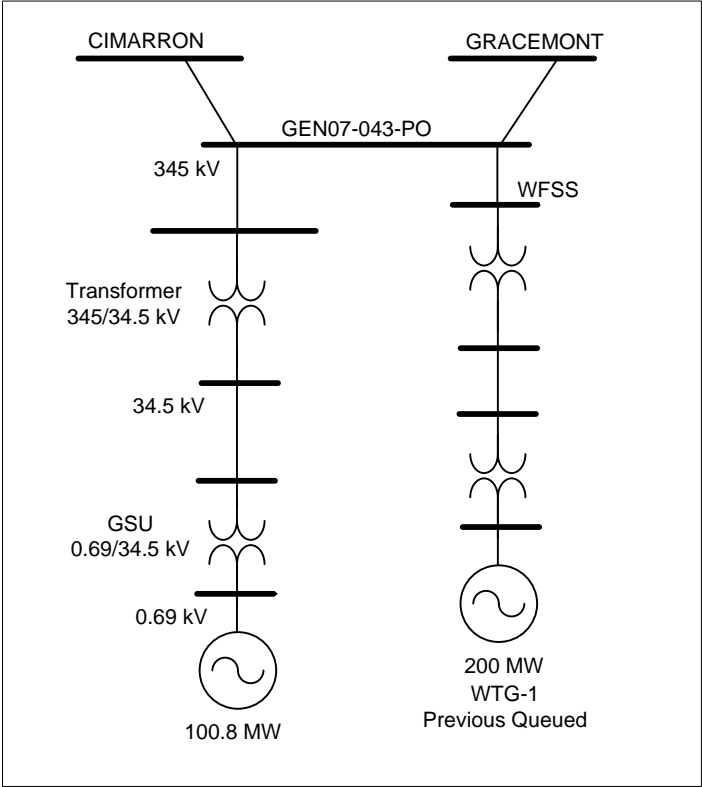 CIMARRON
GRACEMONT
GEN07-043-PO
345 kV
WFSS
Transformer
345/34.5 kV
34.5 kV
GSU
0.69/34.5 kV
0.69 kV
100.8 MW
200 MW
WTG-1
Previous Queued